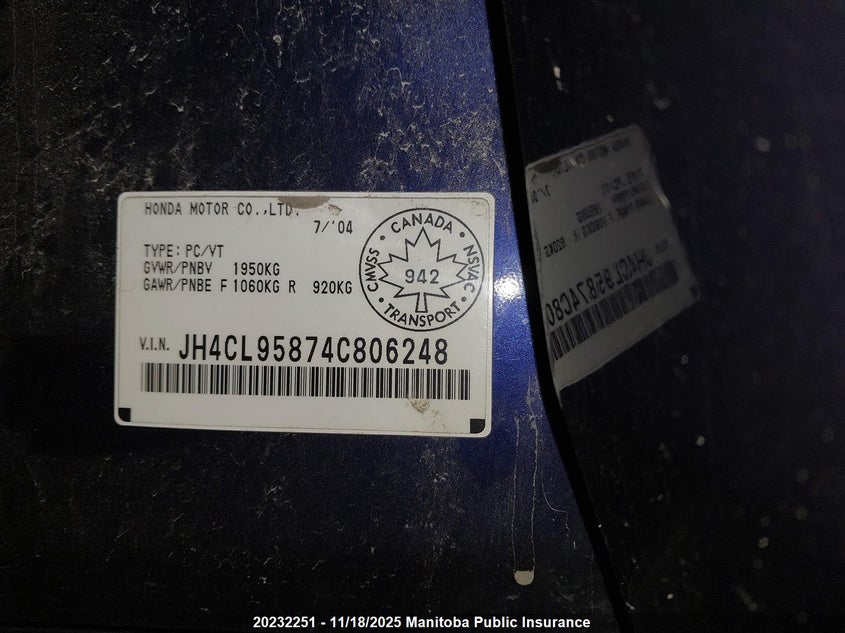 HONDA MOTOR CO.,LTD.
7/'04
TYPE: PC/VT
GVWR/PNBV 1950KG
GAWR/PNBE F 1060KG R 920KG
CANADA
CMVSS
NSVAC
942
TRANSPORT
V.I.N. JH4CL95874C806248
JH4CL95874C80
20232251 - 11/18/2025 Manitoba Public Insurance